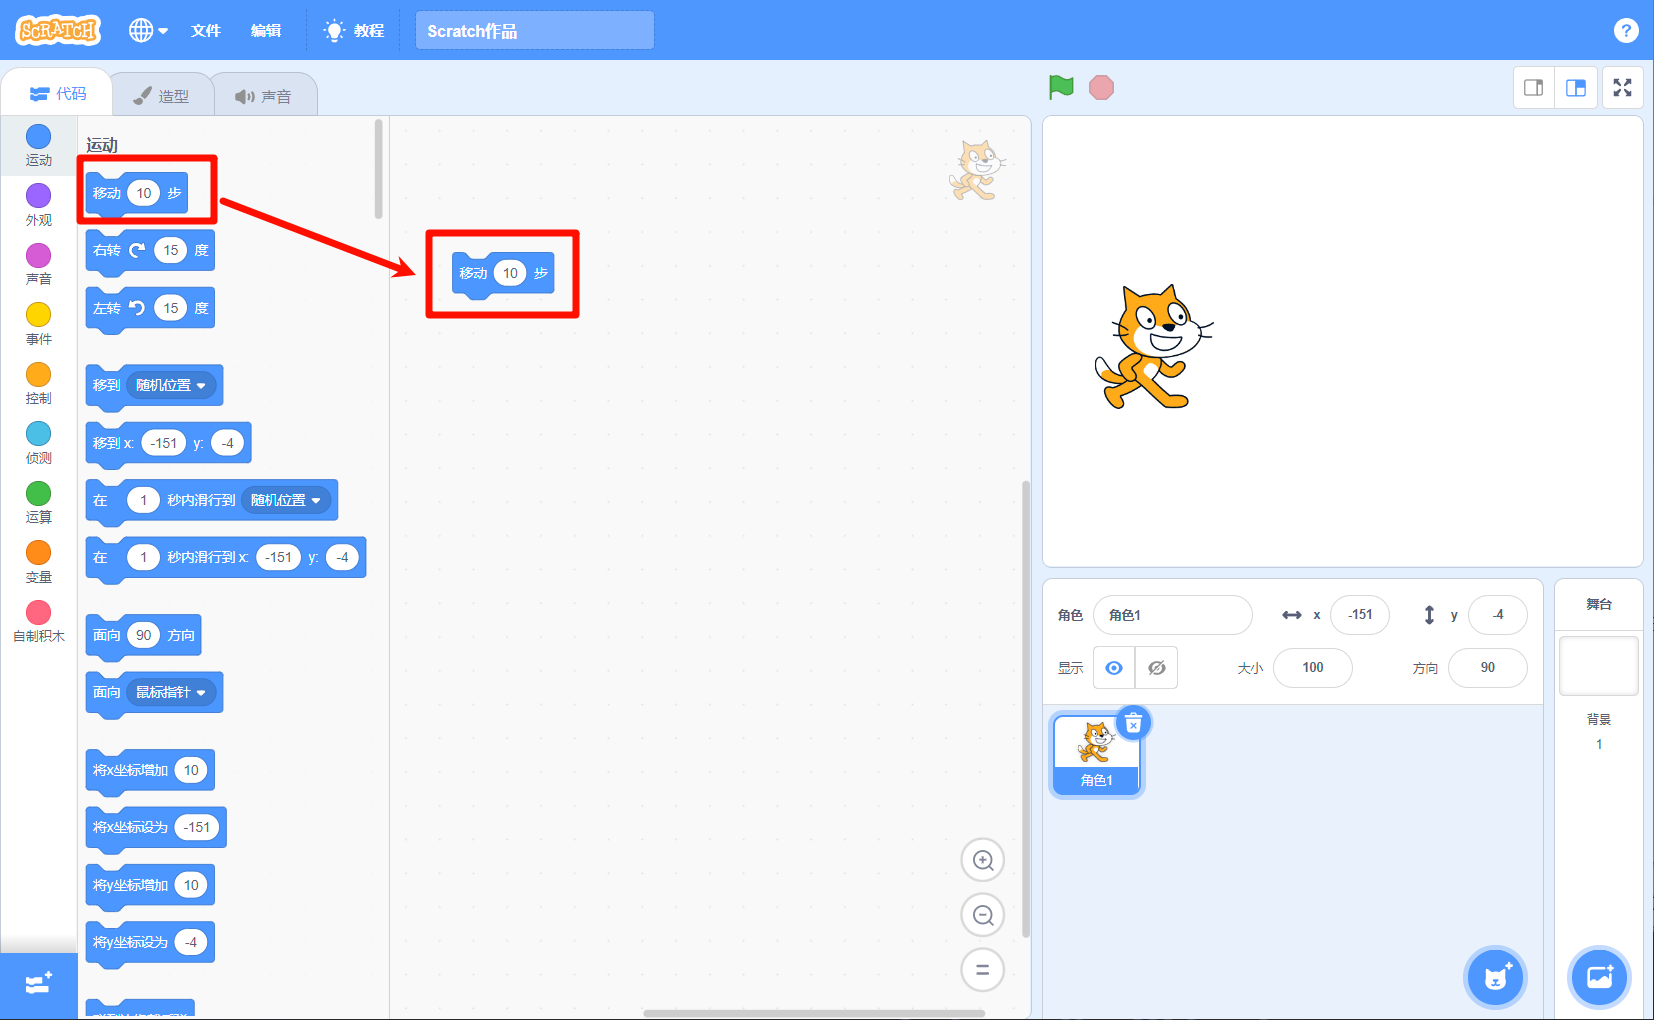 SCRATCH 文件 编辑 教程 Scratch作品 ?
代码 造型 声音
运动
外观
声音
事件
控制
侦测
运算
变量
自制积木
运动
移动 10 步
右转 15 度
左转 15 度
移到 随机位置
移到 x: -151 y: -4
在 1 秒内滑行到 随机位置
在 1 秒内滑行到 x: -151 y: -4
面向 90 方向
面向 鼠标指针
将x坐标增加 10
将x坐标设为 -151
将y坐标增加 10
将y坐标设为 -4
移动 10 步
角色 角色1 x -151 y -4
显示 大小 100 方向 90
角色1
舞台
背景
1